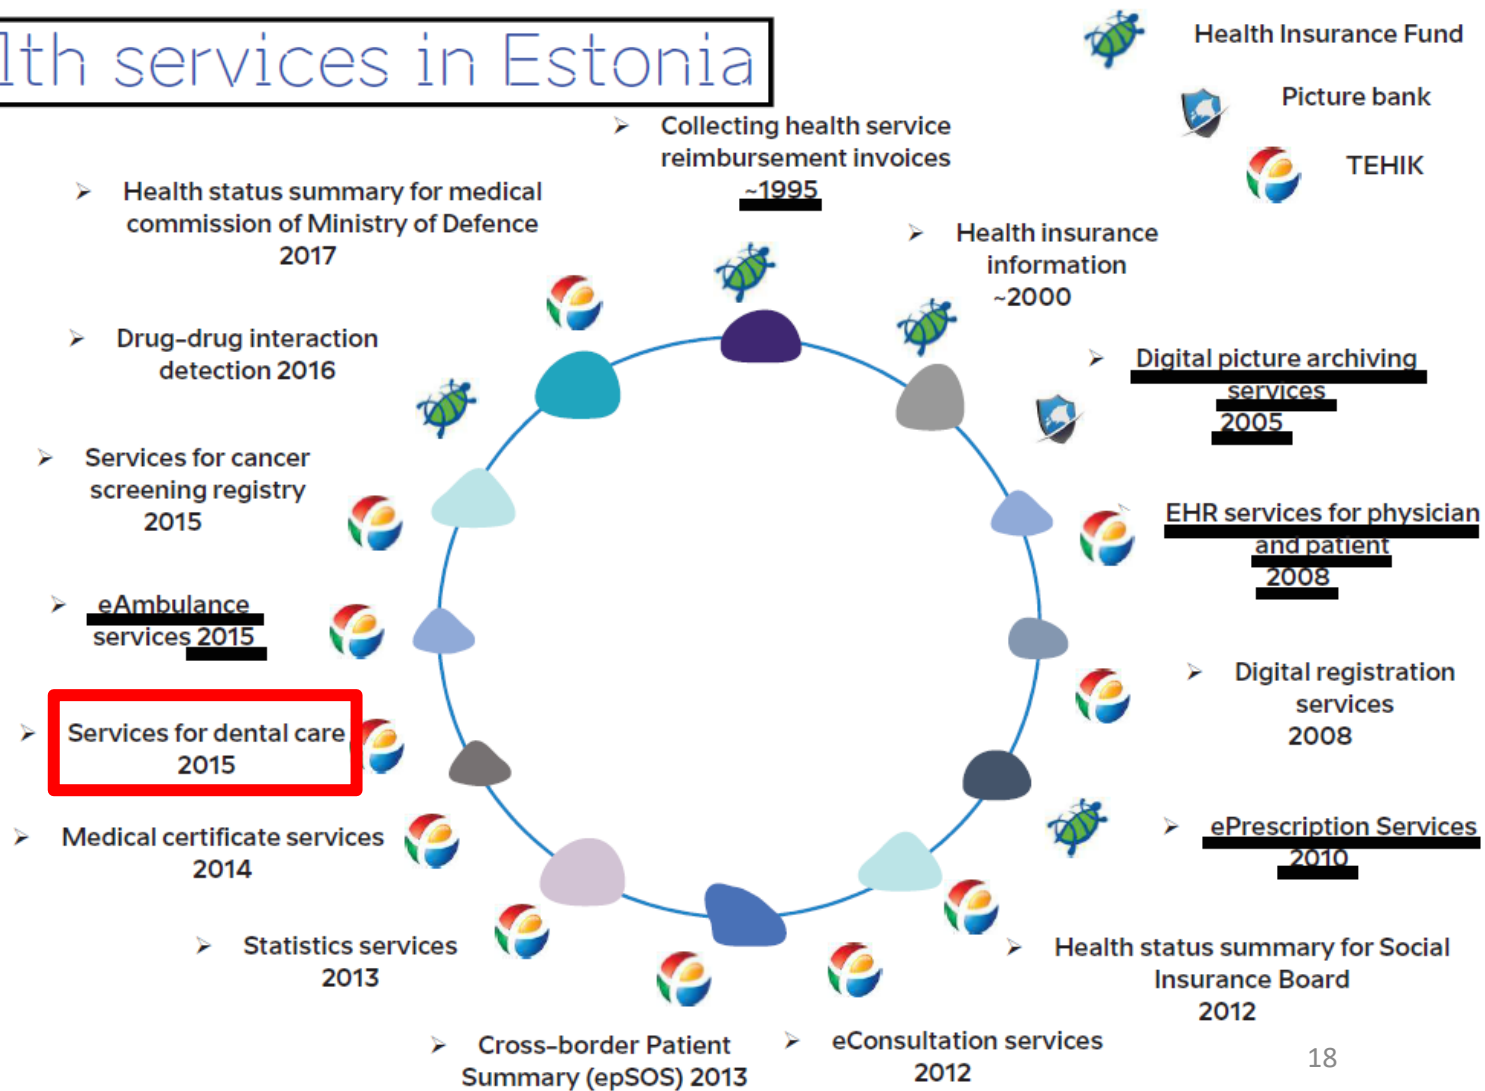 lth services in Estonia
Health Insurance Fund
Picture bank
TEHIK
➢ Collecting health service
reimbursement invoices
~1995
➢ Health insurance
information
~2000
➢ Digital picture archiving
services
2005
EHR services for physician
and patient
2008
➢ Digital registration
services
2008
➢ ePrescription Services
2010
➢ Health status summary for Social
Insurance Board
2012
➢ eConsultation services
2012
➢ Cross-border Patient
Summary (epSOS) 2013
➢ Statistics services
2013
➢ Medical certificate services
2014
➢ Services for dental care
2015
➢ eAmbulance
services 2015
➢ Services for cancer
screening registry
2015
➢ Drug-drug interaction
detection 2016
➢ Health status summary for medical
commission of Ministry of Defence
2017
18